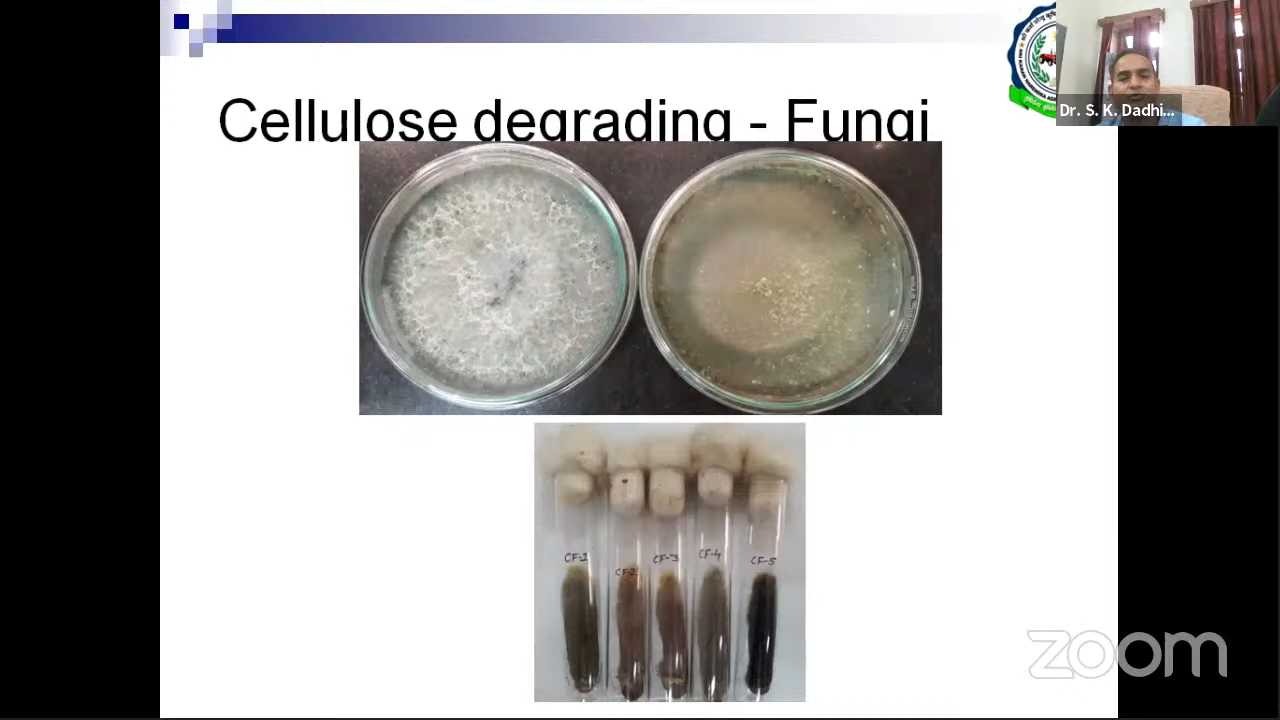 Cellulose degrading - Fungi
Dr. S. K. Dadhi...
CF-1
CF-2
CF-3
CF-4
CF-5
zoom